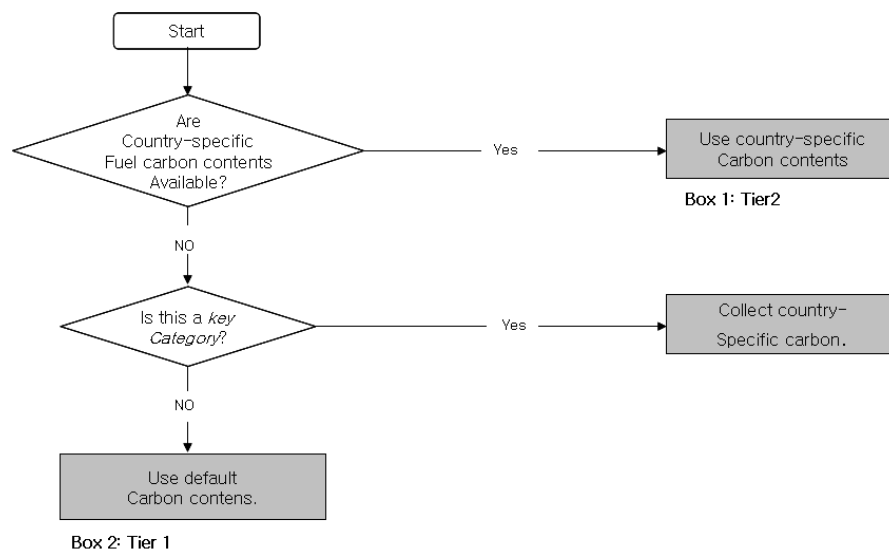 Start
Are
Country-specific
Fuel carbon contents
Available?
Yes
Use country-specific
Carbon contents
Box 1: Tier2
NO
Is this a key
Category?
Yes
Collect country-
Specific carbon.
NO
Use default
Carbon contens.
Box 2: Tier 1